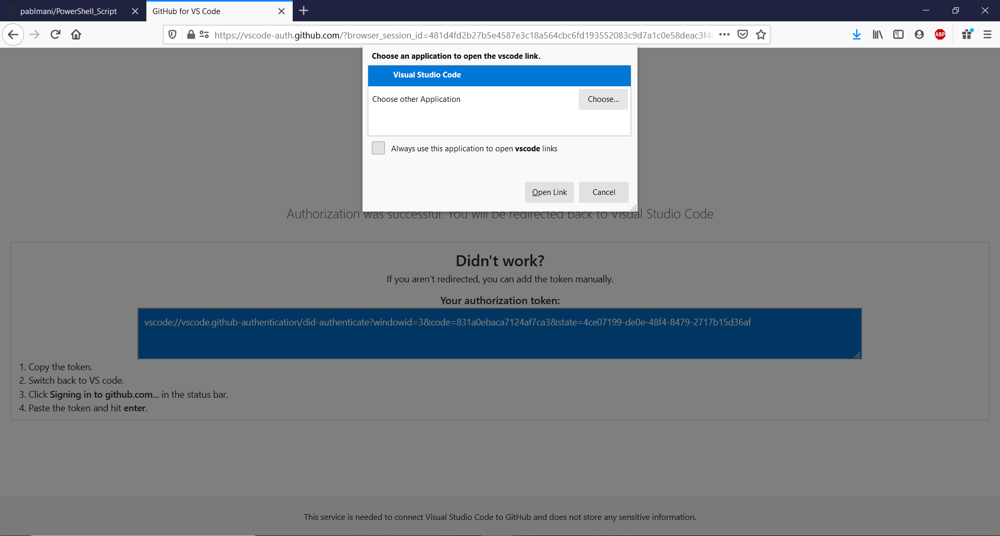 pablmani/PowerShell_Script
GitHub for VS Code
https://vscode-auth.github.com/?browser_session_id=481d4fd2b27b5e4587e3c18a564cbc6fd193552083c9d7a1c0e58deac3f4
ABP
Choose an application to open the vscode link.
Visual Studio Code
Choose other Application
Choose...
Always use this application to open vscode links
Open Link
Cancel
Authorization was successful. You will be redirected back to Visual Studio Code
Didn't work?
If you aren't redirected, you can add the token manually.
Your authorization token:
vscode://vscode.github-authentication/did-authenticate?windowid=3&code=831a0ebaca7124af7ca3&state=4ce07199-de0e-48f4-8479-2717b15d36af
1. Copy the token.
2. Switch back to VS code.
3. Click Signing in to github.com... in the status bar.
4. Paste the token and hit enter.
This service is needed to connect Visual Studio Code to GitHub and does not store any sensitive information.